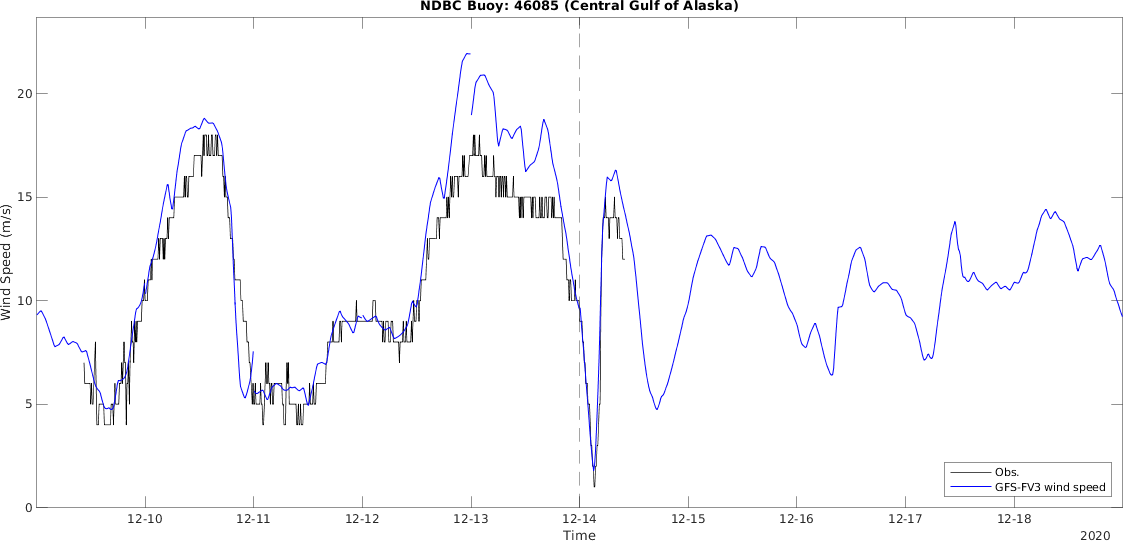 NDBC Buoy: 46085 (Central Gulf of Alaska)
Wind Speed (m/s)
20
15
10
5
0
12-10 12-11 12-12 12-13 12-14 12-15 12-16 12-17 12-18
Time
2020
Obs.
GFS-FV3 wind speed